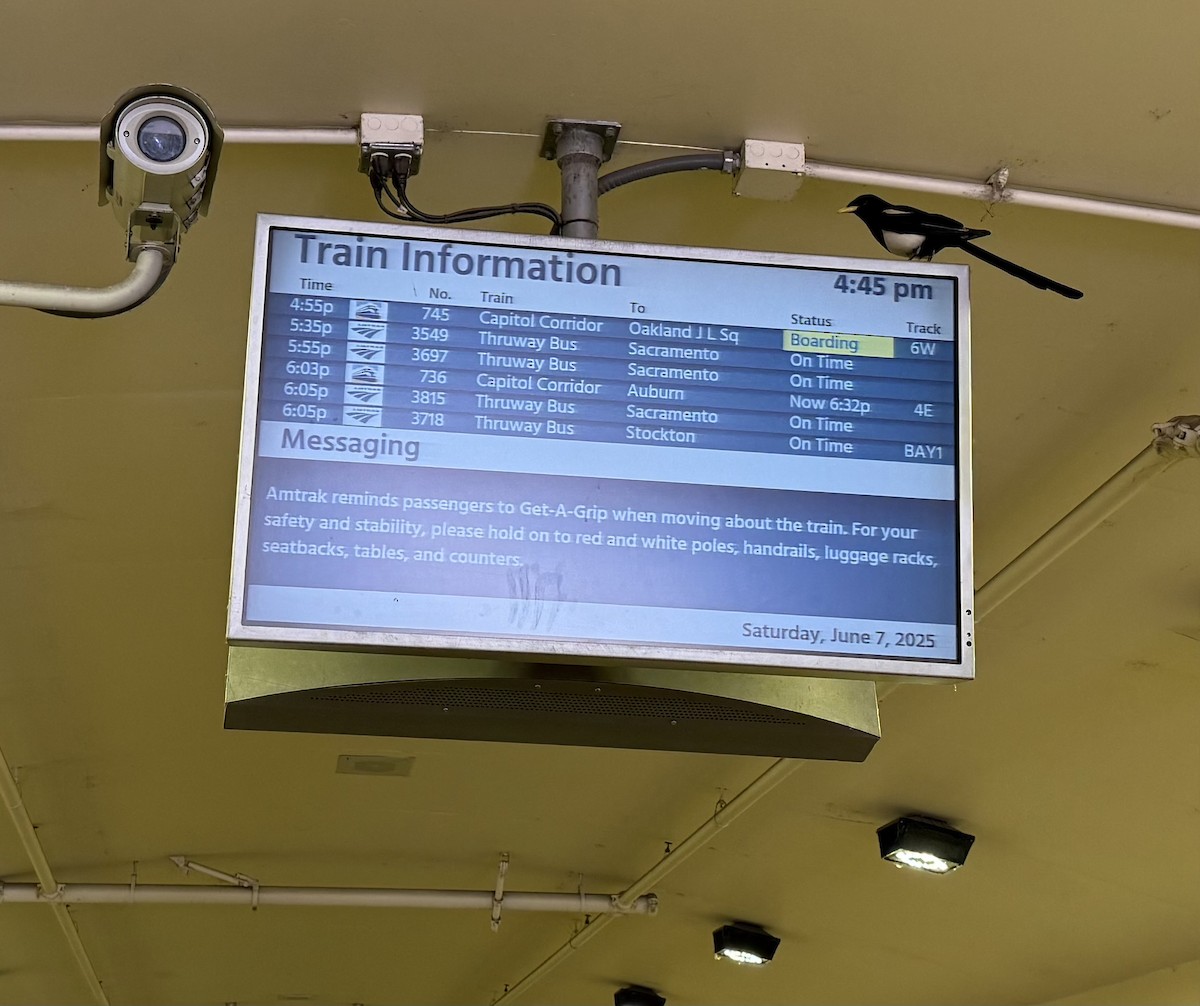 Train Information 4:45 pm
Time No. Train To Status Track
4:55p 745 Capitol Corridor Oakland J L Sq Boarding 6W
5:35p 3549 Thruway Bus Sacramento On Time
5:55p 3697 Thruway Bus Sacramento On Time
6:03p 736 Capitol Corridor Auburn Now 6:32p 4E
6:05p 3815 Thruway Bus Sacramento On Time
6:05p 3718 Thruway Bus Stockton On Time BAY1
Messaging
Amtrak reminds passengers to Get-A-Grip when moving about the train. For your
safety and stability, please hold on to red and white poles, handrails, luggage racks,
seatbacks, tables, and counters.
Saturday, June 7, 2025